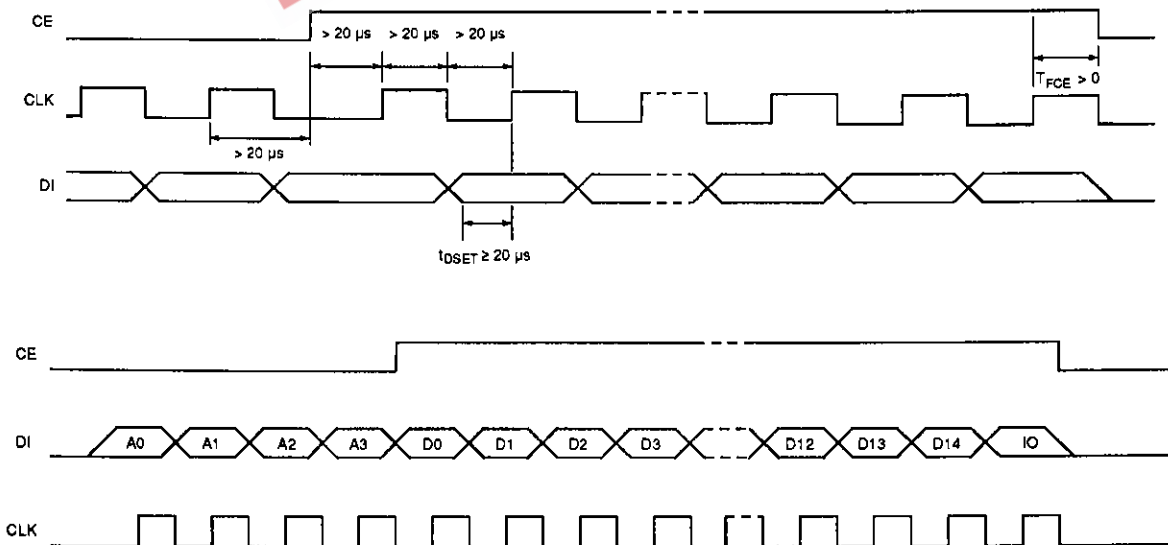 CE
> 20 µs > 20 µs > 20 µs
T_FCE > 0
CLK
> 20 µs
DI
t_DSET ≥ 20 µs
CE
DI A0 A1 A2 A3 D0 D1 D2 D3 D12 D13 D14 IO
CLK